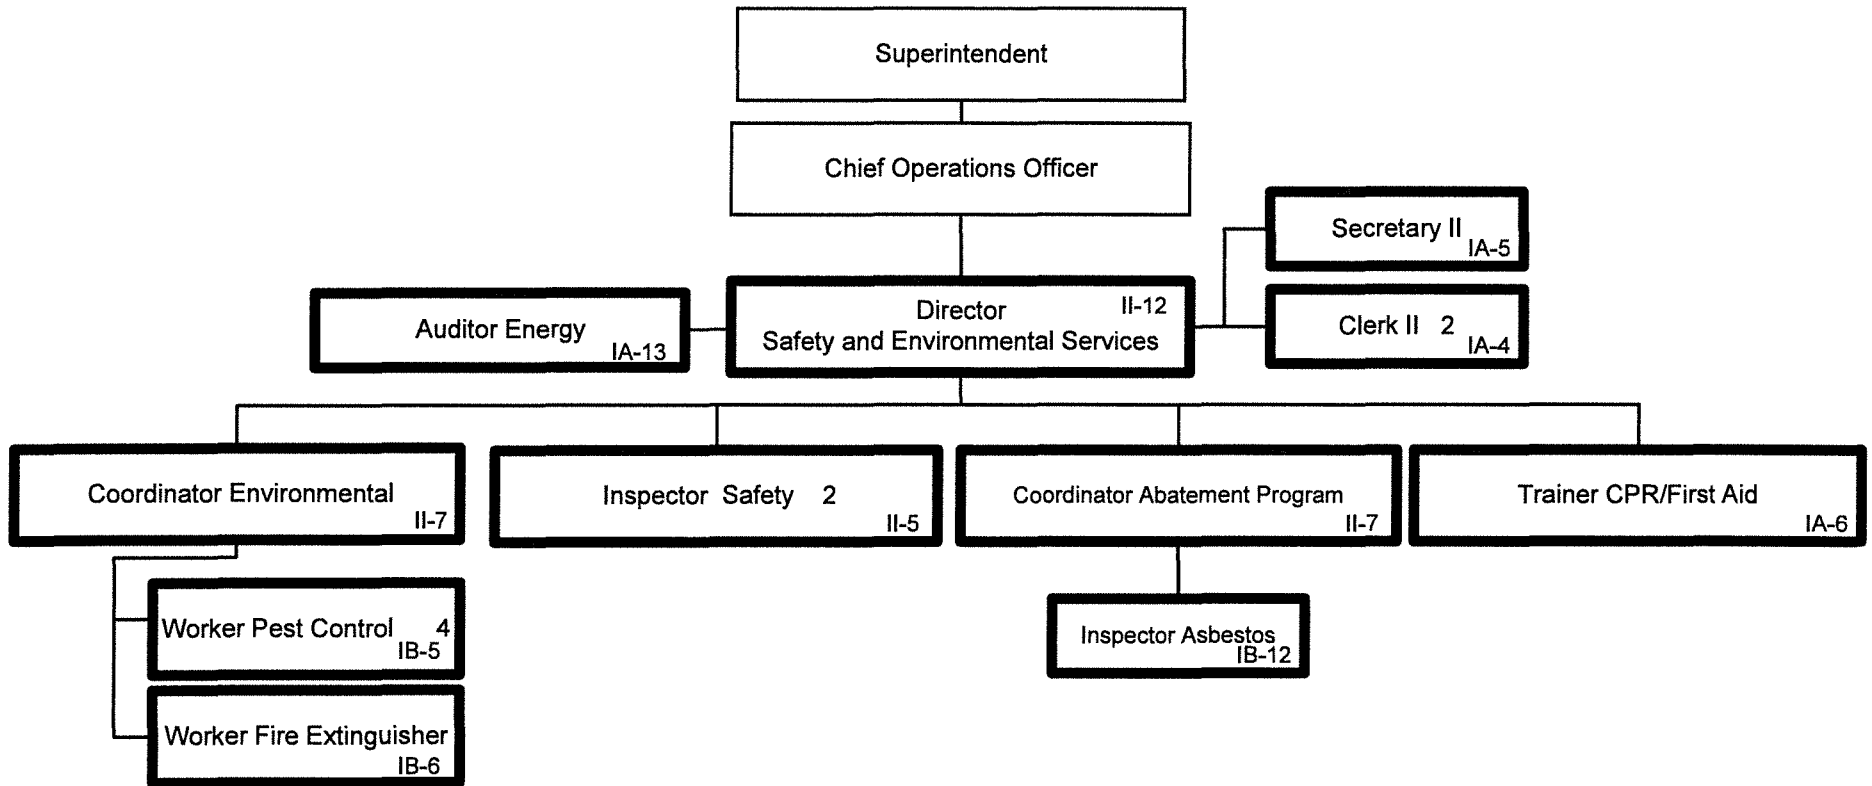 Superintendent
Chief Operations Officer
Secretary II
IA-5
Auditor Energy
IA-13
Director
II-12
Safety and Environmental Services
Clerk II 2
IA-4
Coordinator Environmental
II-7
Inspector Safety 2
II-5
Coordinator Abatement Program
II-7
Trainer CPR/First Aid
IA-6
Worker Pest Control 4
IB-5
Inspector Asbestos
IB-12
Worker Fire Extinguisher
IB-6